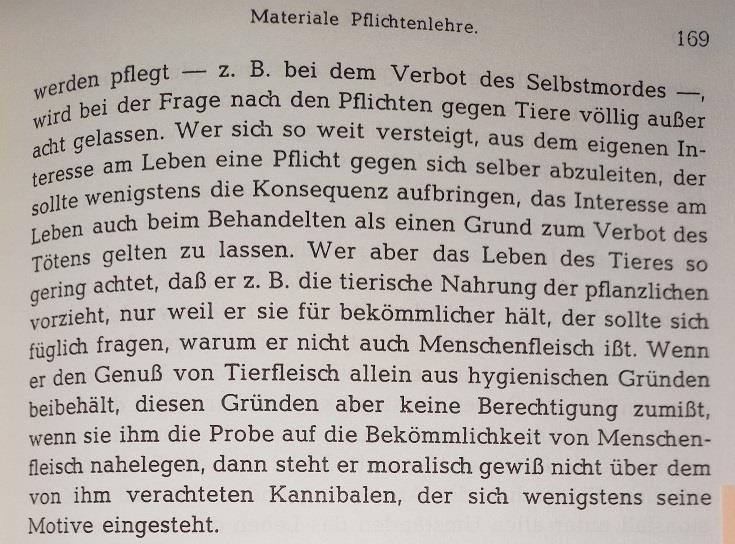 Materiale Pflichtenlehre.
169
werden pflegt — z. B. bei dem Verbot des Selbstmordes —,
wird bei der Frage nach den Pflichten gegen Tiere völlig außer
acht gelassen. Wer sich so weit versteigt, aus dem eigenen In-
teresse am Leben eine Pflicht gegen sich selber abzuleiten, der
sollte wenigstens die Konsequenz aufbringen, das Interesse am
Leben auch beim Behandelten als einen Grund zum Verbot des
Tötens gelten zu lassen. Wer aber das Leben des Tieres so
gering achtet, daß er z. B. die tierische Nahrung der pflanzlichen
vorzieht, nur weil er sie für bekömmlicher hält, der sollte sich
füglich fragen, warum er nicht auch Menschenfleisch ißt. Wenn
er den Genuß von Tierfleisch allein aus hygienischen Gründen
beibehält, diesen Gründen aber keine Berechtigung zumißt,
wenn sie ihm die Probe auf die Bekömmlichkeit von Menschen-
fleisch nahelegen, dann steht er moralisch gewiß nicht über dem
von ihm verachteten Kannibalen, der sich wenigstens seine
Motive eingesteht.